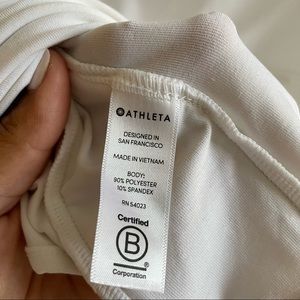 ATHLETA
DESIGNED IN
SAN FRANCISCO
MADE IN VIETNAM
BODY:
90% POLYESTER
10% SPANDEX
RN 54023
Certified
B
Corporation